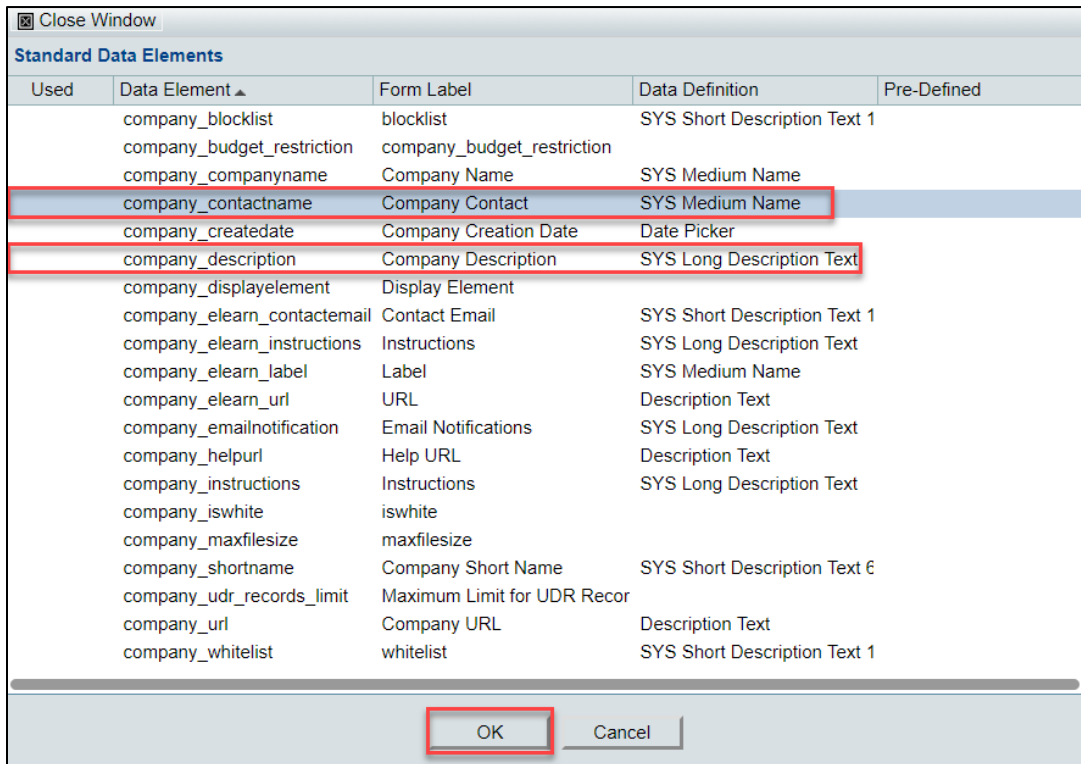 Close Window
Standard Data Elements
Used Data Element Form Label Data Definition Pre-Defined
company_blocklist blocklist SYS Short Description Text 1
company_budget_restriction company_budget_restriction
company_companyname Company Name SYS Medium Name
company_contactname Company Contact SYS Medium Name
company_createdate Company Creation Date Date Picker
company_description Company Description SYS Long Description Text
company_displayelement Display Element
company_elearn_contactemail Contact Email SYS Short Description Text 1
company_elearn_instructions Instructions SYS Long Description Text
company_elearn_label Label SYS Medium Name
company_elearn_url URL Description Text
company_emailnotification Email Notifications SYS Long Description Text
company_helpurl Help URL Description Text
company_instructions Instructions SYS Long Description Text
company_iswhite iswhite
company_maxfilesize maxfilesize
company_shortname Company Short Name SYS Short Description Text 6
company_udr_records_limit Maximum Limit for UDR Recor
company_url Company URL Description Text
company_whitelist whitelist SYS Short Description Text 1
OK Cancel